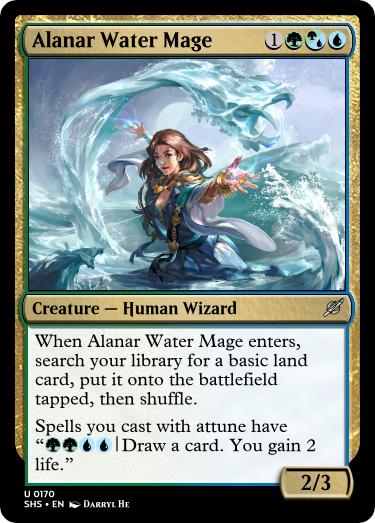 Alanar Water Mage 1
Creature — Human Wizard
When Alanar Water Mage enters,
search your library for a basic land
card, put it onto the battlefield
tapped, then shuffle.
Spells you cast with attune have
“ | Draw a card. You gain 2
life.”
2/3
U 0170
SHS • EN Darryl He